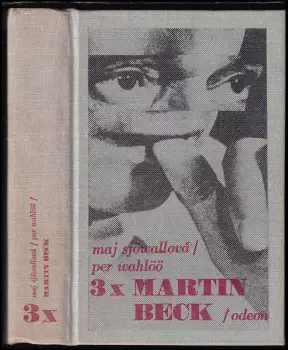 maj sjöwallová /
per wahlöö
3 x MARTIN
BECK / odeon
maj sjöwallová / per wahlöö /
MARTIN BECK
3x